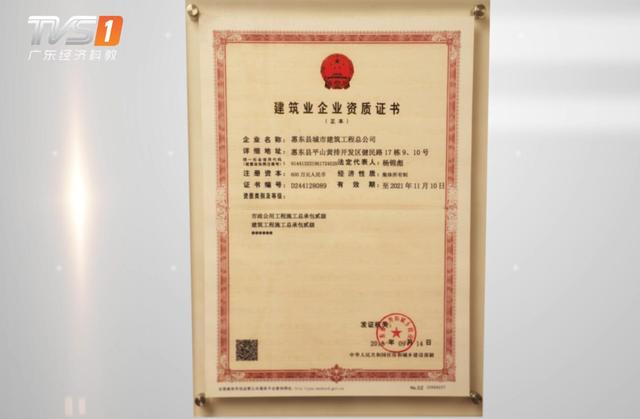 TVS1
广东经济科教
建筑业企业资质证书
(正本)
企业名称：惠东县城市建筑工程总公司
详细地址：惠东县平山黄排开发区健民路17栋9、10号
法定代表人：杨锐彪
注册资本：600万元人民币 经济性质：集体所有制
证书编号：D244128089 有效期：至2021年11月10日
资质类别及等级：
市政公用工程施工总承包贰级
建筑工程施工总承包贰级
******
发证机关：
中华人民共和国住房和城乡建设部制